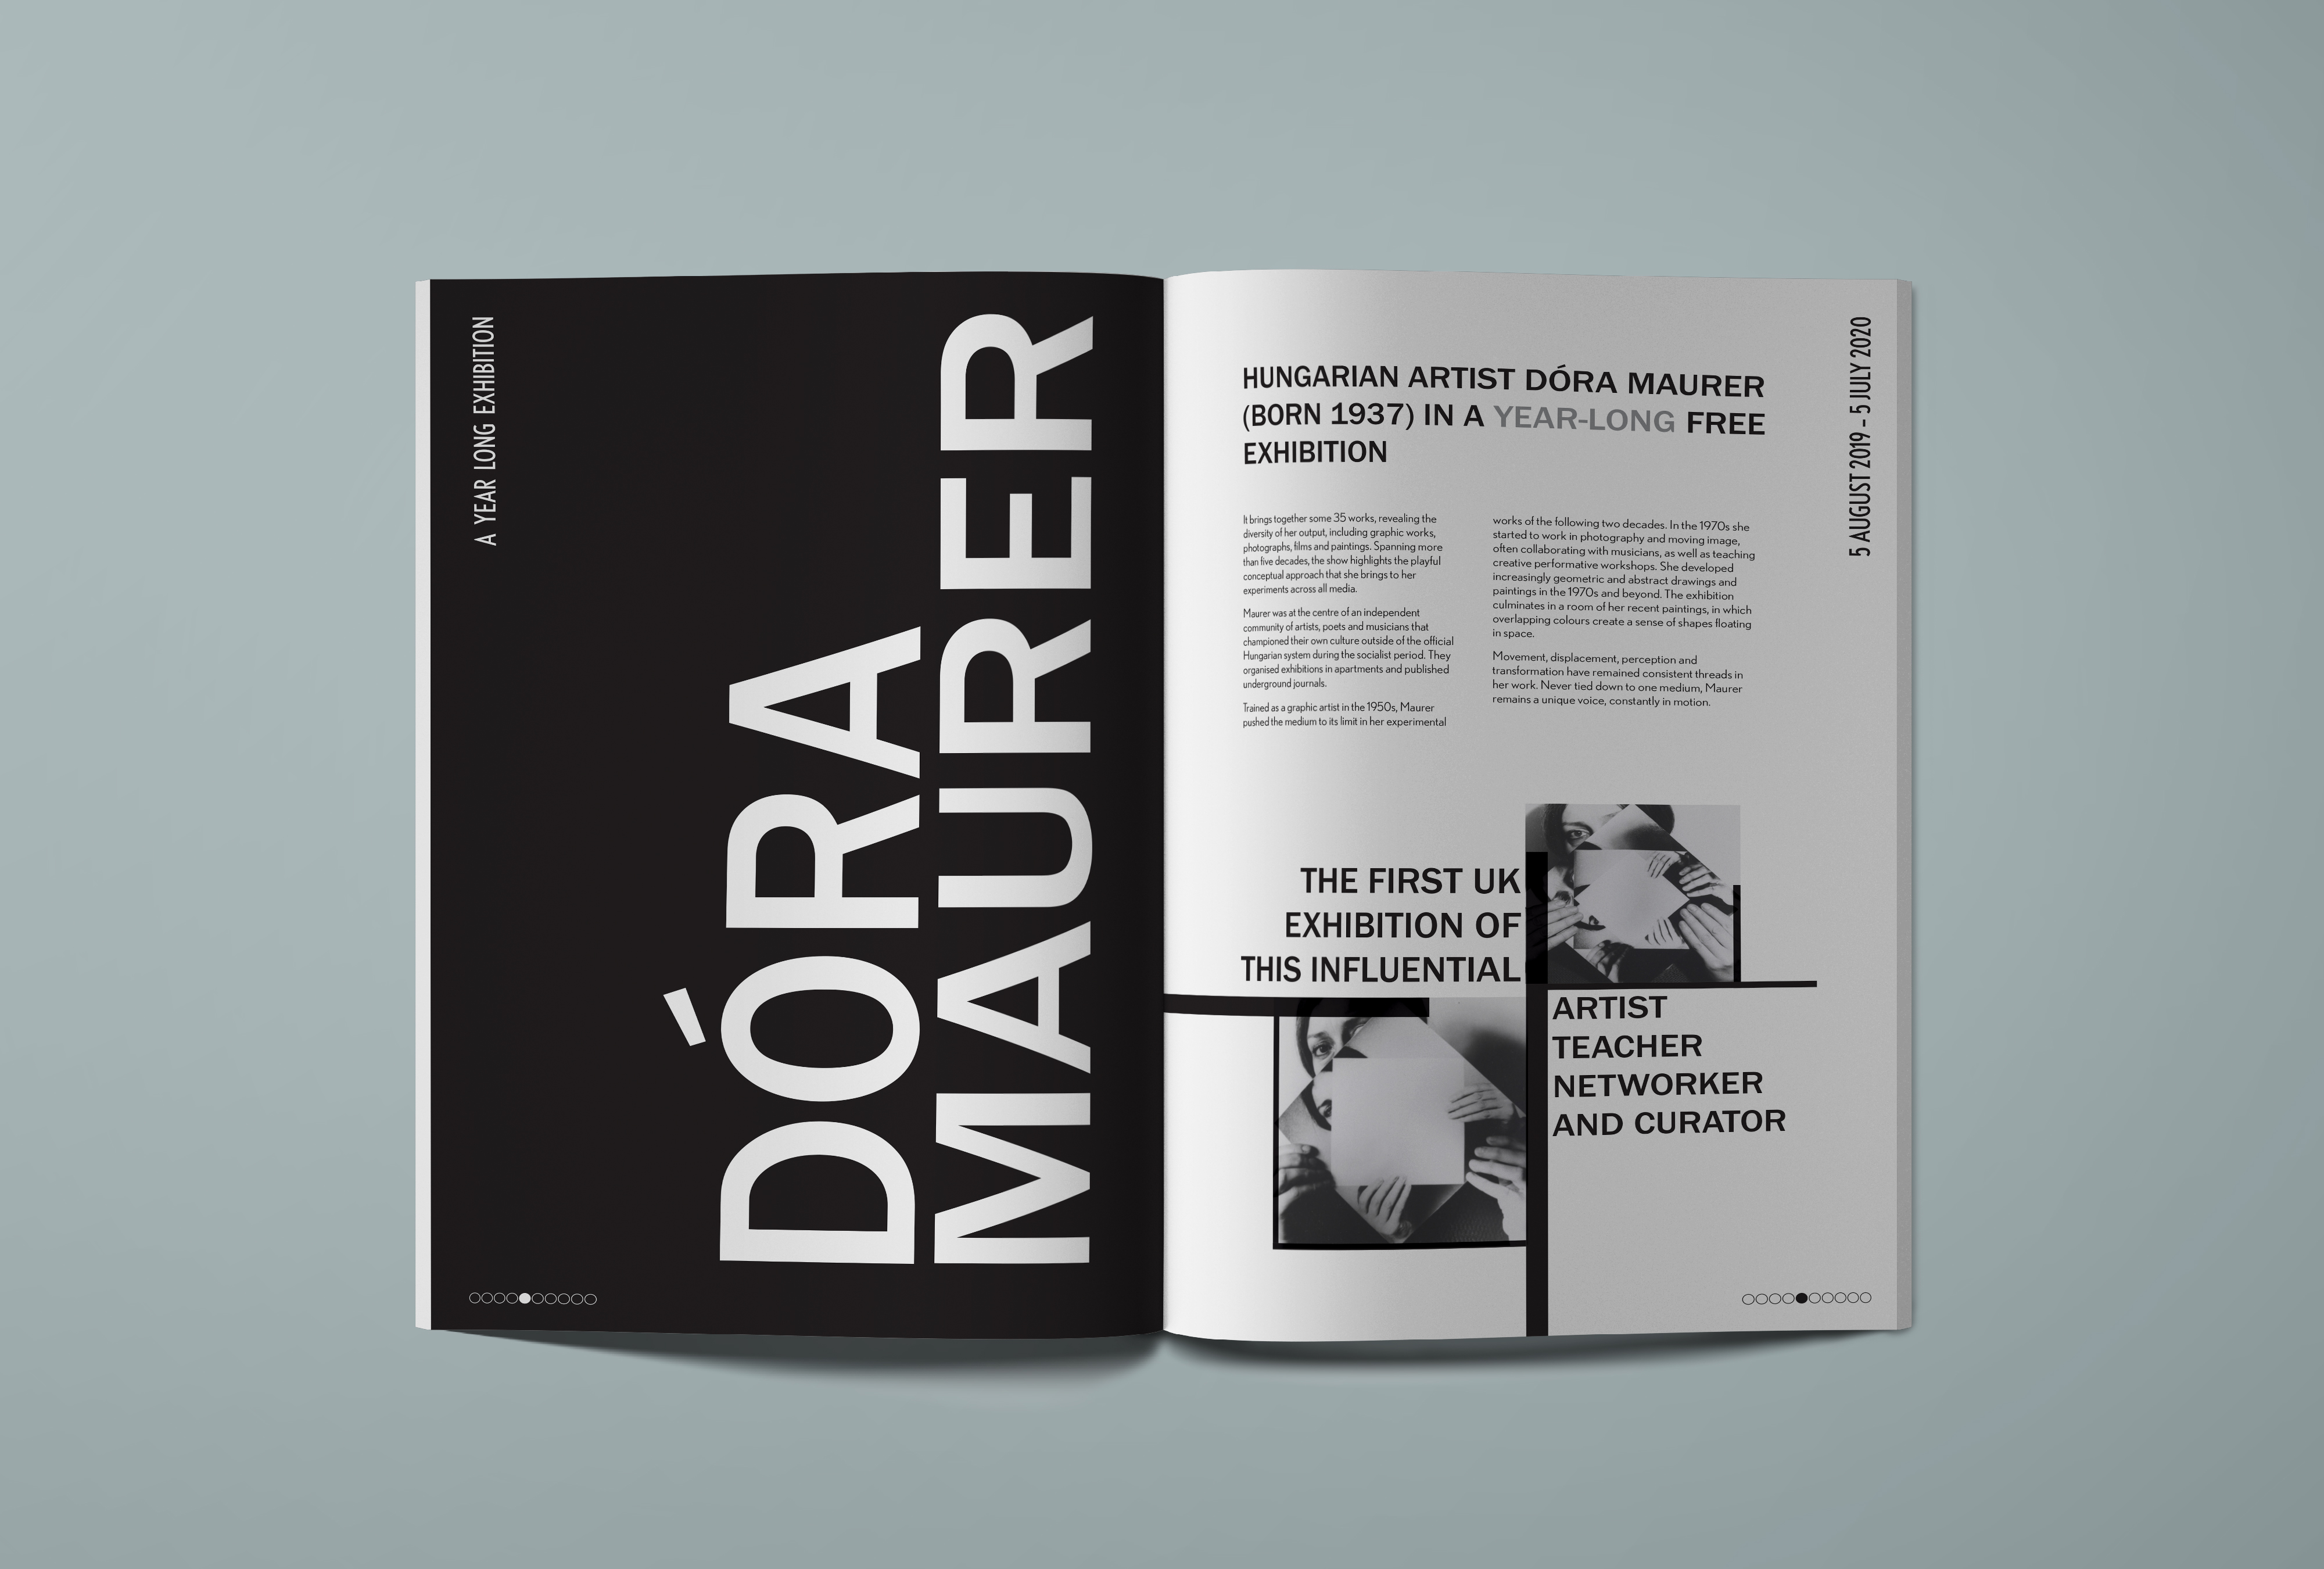 A YEAR LONG EXHIBITION
DÓRA
MAURER
HUNGARIAN ARTIST DÓRA MAURER
(BORN 1937) IN A YEAR-LONG FREE
EXHIBITION
5 AUGUST 2019 – 5 JULY 2020
It brings together some 35 works, revealing the
diversity of her output, including graphic works,
photographs, films and paintings. Spanning more
than five decades, the show highlights the playful
conceptual approach that she brings to her
experiments across all media.
Maurer was at the centre of an independent
community of artists, poets and musicians that
championed their own culture outside of the official
Hungarian system during the socialist period. They
organised exhibitions in apartments and published
underground journals.
Trained as a graphic artist in the 1950s, Maurer
pushed the medium to its limit in her experimental
works of the following two decades. In the 1970s she
started to work in photography and moving image,
often collaborating with musicians, as well as teaching
creative performative workshops. She developed
increasingly geometric and abstract drawings and
paintings in the 1970s and beyond. The exhibition
culminates in a room of her recent paintings, in which
overlapping colours create a sense of shapes floating
in space.
Movement, displacement, perception and
transformation have remained consistent threads in
her work. Never tied down to one medium, Maurer
remains a unique voice, constantly in motion.
THE FIRST UK
EXHIBITION OF
THIS INFLUENTIAL
ARTIST
TEACHER
NETWORKER
AND CURATOR